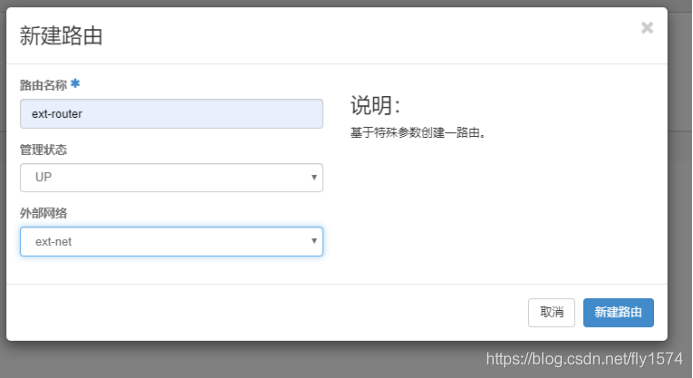 新建路由
×
路由名称 *
ext-router
管理状态
UP
外部网络
ext-net
说明：
基于特殊参数创建一路由。
取消
新建路由
https://blog.csdn.net/fly1574